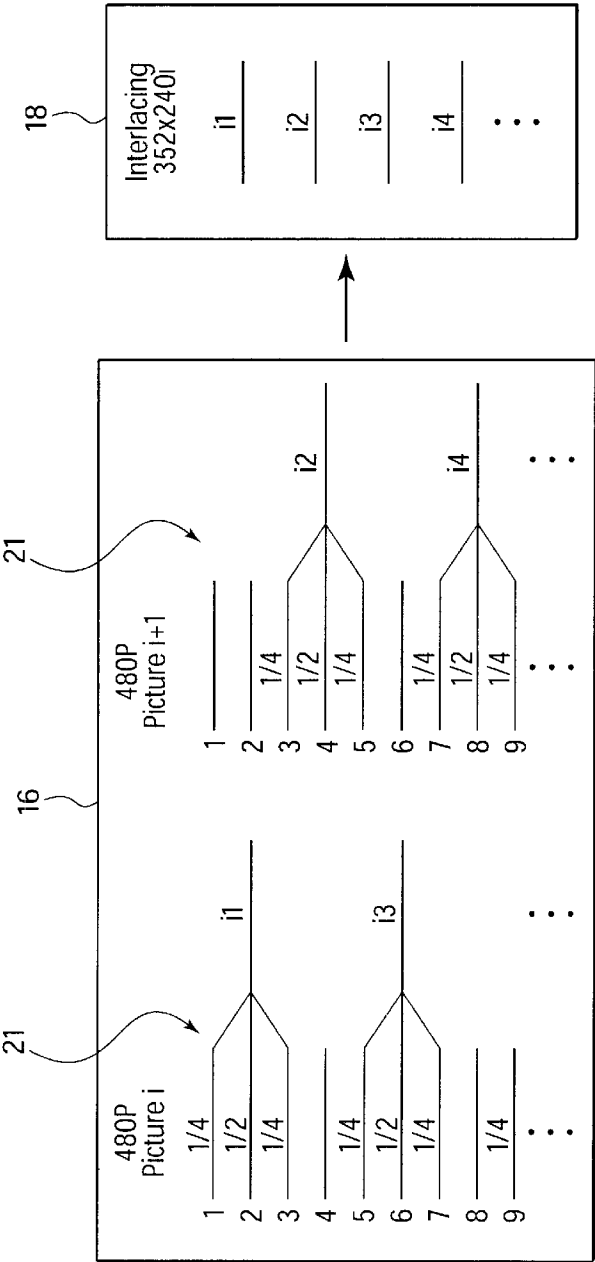 16
18
21
21
480P
Picture i
1 1/4
2 1/2 i1
3 1/4
4
5 1/4
6 1/2 i3
7 1/4
8
9 1/4
• • •
• • •
480P
Picture i+1
1
2
3 1/4
4 1/2 i2
5 1/4
6
7 1/4
8 1/2 i4
9 1/4
• • •
• • •
Interlacing
352x240i
i1
i2
i3
i4
• • •